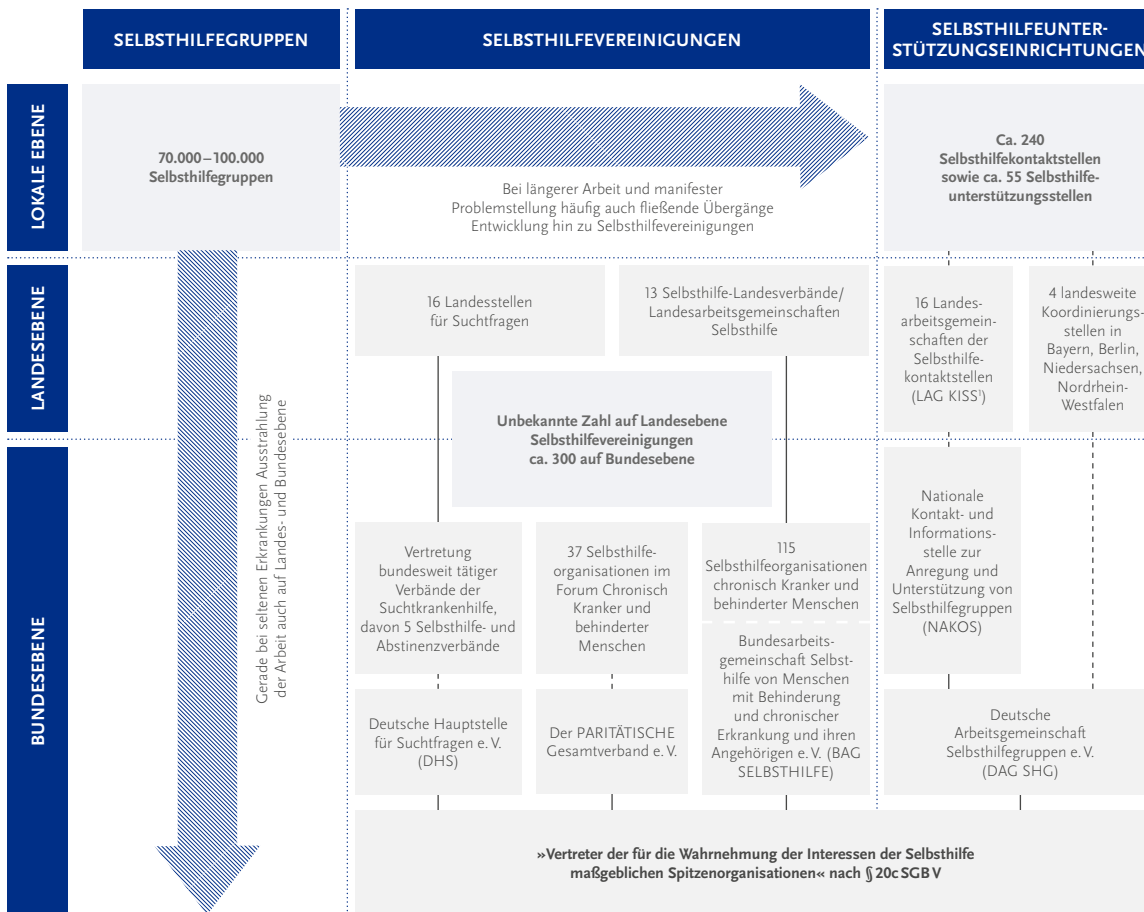 SELBSTHILFEGRUPPEN
SELBSTHILFEVEREINIGUNGEN
SELBSTHILFEUNTER-
STÜTZUNGSEINRICHTUNGEN
LOKALE EBENE
70.000–100.000
Selbsthilfegruppen
Bei längerer Arbeit und manifester
Problemstellung häufig auch fließende Übergänge
Entwicklung hin zu Selbsthilfevereinigungen
Ca. 240
Selbsthilfekontaktstellen
sowie ca. 55 Selbsthilfe-
unterstützungsstellen
LANDESEBENE
16 Landesstellen
für Suchtfragen
13 Selbsthilfe-Landesverbände/
Landesarbeitsgemeinschaften
Selbsthilfe
16 Landes-
arbeitsgemein-
schaften der
Selbsthilfe-
kontaktstellen
(LAG KISS¹)
4 landesweite
Koordinierungs-
stellen in
Bayern, Berlin,
Niedersachsen,
Nordrhein-
Westfalen
Unbekannte Zahl auf Landesebene
Selbsthilfevereinigungen
ca. 300 auf Bundesebene
Gerade bei seltenen Erkrankungen Ausstrahlung
der Arbeit auch auf Landes- und Bundesebene
BUNDESEBENE
Vertretung
bundesweit tätiger
Verbände der
Suchtkrankenhilfe,
davon 5 Selbsthilfe- und
Abstinenzverbände
37 Selbsthilfe-
organisationen im
Forum Chronisch
Kranker und
behinderter
Menschen
115
Selbsthilfeorganisationen
chronisch Kranker und
behinderter Menschen
Nationale
Kontakt- und
Informations-
stelle zur
Anregung und
Unterstützung von
Selbsthilfegruppen
(NAKOS)
Deutsche Hauptstelle
für Suchtfragen e. V.
(DHS)
Der PARITÄTISCHE
Gesamtverband e. V.
Bundesarbeits-
gemeinschaft Selbst-
hilfe von Menschen
mit Behinderung
und chronischer
Erkrankung und ihren
Angehörigen e. V. (BAG
SELBSTHILFE)
Deutsche
Arbeitsgemeinschaft
Selbsthilfegruppen e. V.
(DAG SHG)
»Vertreter der für die Wahrnehmung der Interessen der Selbsthilfe
maßgeblichen Spitzenorganisationen« nach § 20c SGB V